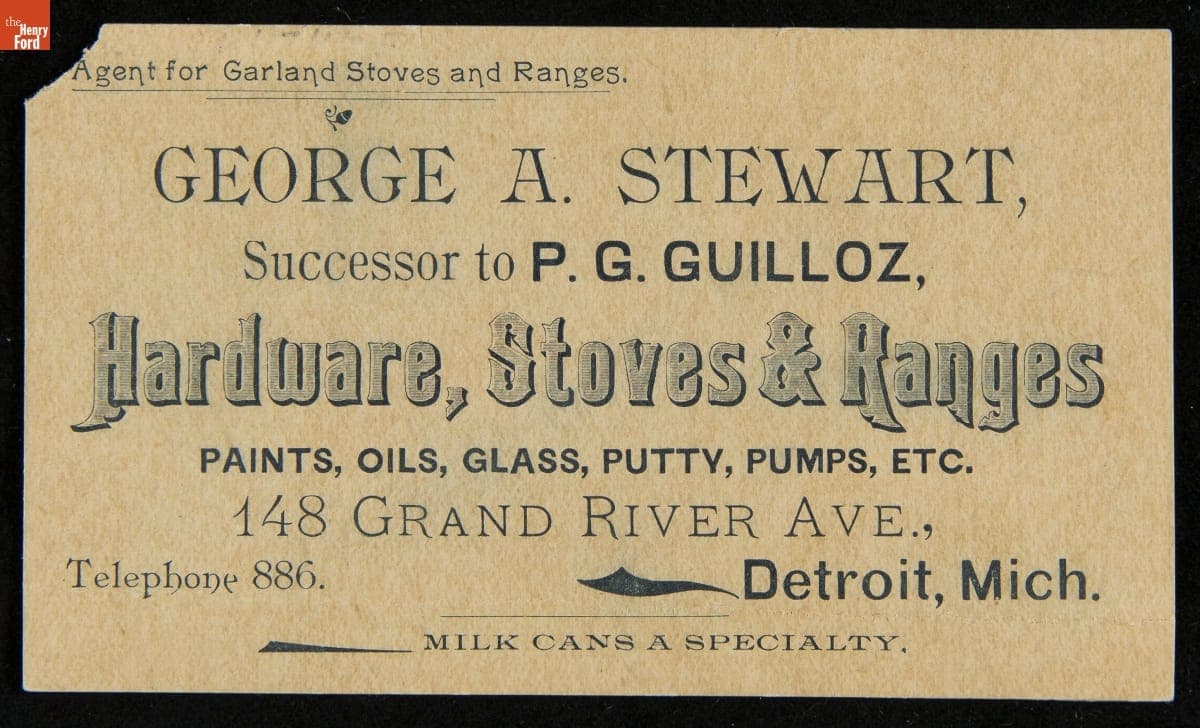 the
Henry
Ford
Agent for Garland Stoves and Ranges.
GEORGE A. STEWART,
Successor to P. G. GUILLOZ,
Hardware, Stoves & Ranges
PAINTS, OILS, GLASS, PUTTY, PUMPS, ETC.
148 GRAND RIVER AVE.,
Telephone 886. Detroit, Mich.
MILK CANS A SPECIALTY.